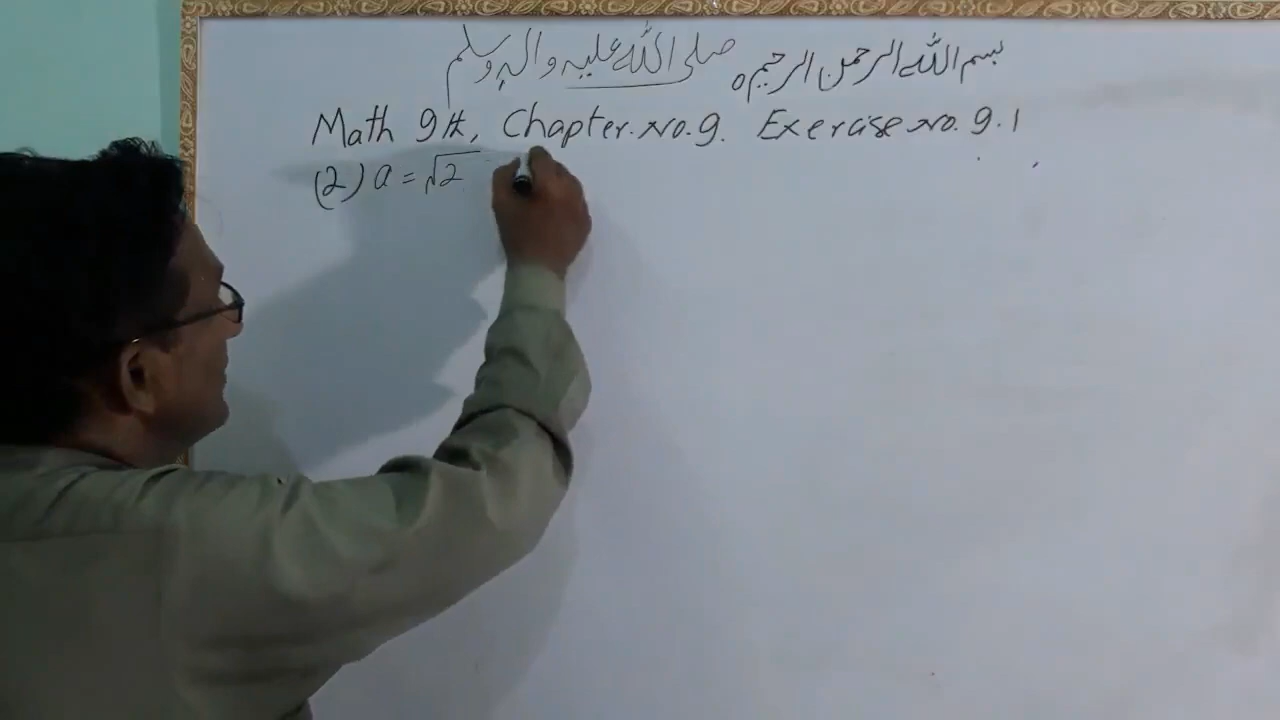 بسم اللہ الرحمن الرحیم o صلی اللہ علیہ والہ وسلم
Math 9th, Chapter.No.9. Exercise No. 9.1
(2) a = √2